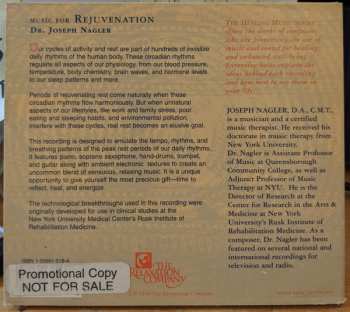 MUSIC FOR REJUVENATION
DR. JOSEPH NAGLER
Our cycles of activity and rest are part of hundreds of invisible
daily rhythms of the human body. These circadian rhythms
regulate all aspects of our physiology, from our blood pressure,
temperature, body chemistry, brain waves, and hormone levels
to our sleep patterns and more.
Periods of rejuvenating rest come naturally when these
circadian rhythms flow harmoniously. But when unnatural
aspects of our lifestyles, like work and family stress, poor
eating and sleeping habits, and environmental pollution,
interfere with these cycles, real rest becomes an elusive goal.
This recording is designed to emulate the tempo, rhythms, and
breathing patterns of the peak rest periods of our daily rhythms.
It features piano, soprano saxophone, hand-drums, trumpet,
and guitar along with ambient electronic textures to create an
uncommon blend of sensuous, relaxing music. It is a unique
opportunity to give yourself the most precious gift—time to
reflect, heal, and energize.
The technological breakthroughs used in this recording were
originally developed for use in clinical studies at the
New York University Medical Center's Rusk Institute of
Rehabilitation Medicine.
THE HEALING MUSIC SERIES
JOSEPH NAGLER, D.A., C.M.T.,
is a musician and a certified
music therapist. He received his
doctorate in music therapy from
New York University.
Dr. Nagler is Assistant Professor
of Music at Queensborough
Community College, as well as
Adjunct Professor of Music
Therapy at NYU. He is the
Director of Research at the
Center for Research in the Arts &
Medicine at New York
University's Rusk Institute of
Rehabilitation Medicine. As a
composer, Dr. Nagler has been
featured on several national and
international recordings for
television and radio.
ISBN
Promotional Copy
NOT FOR SALE
THE
RELAXATION
COMPANY